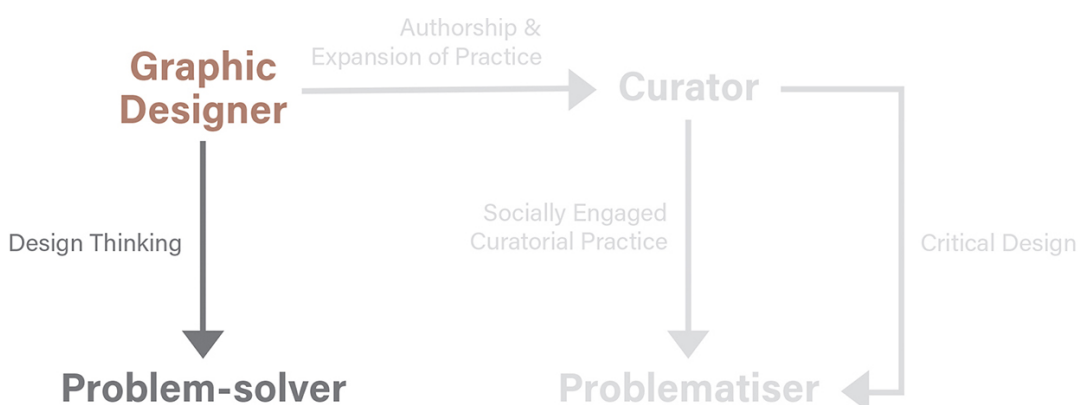 Authorship &
Expansion of Practice
Graphic
Designer
Curator
Design Thinking
Socially Engaged
Curatorial Practice
Critical Design
Problem-solver
Problematiser